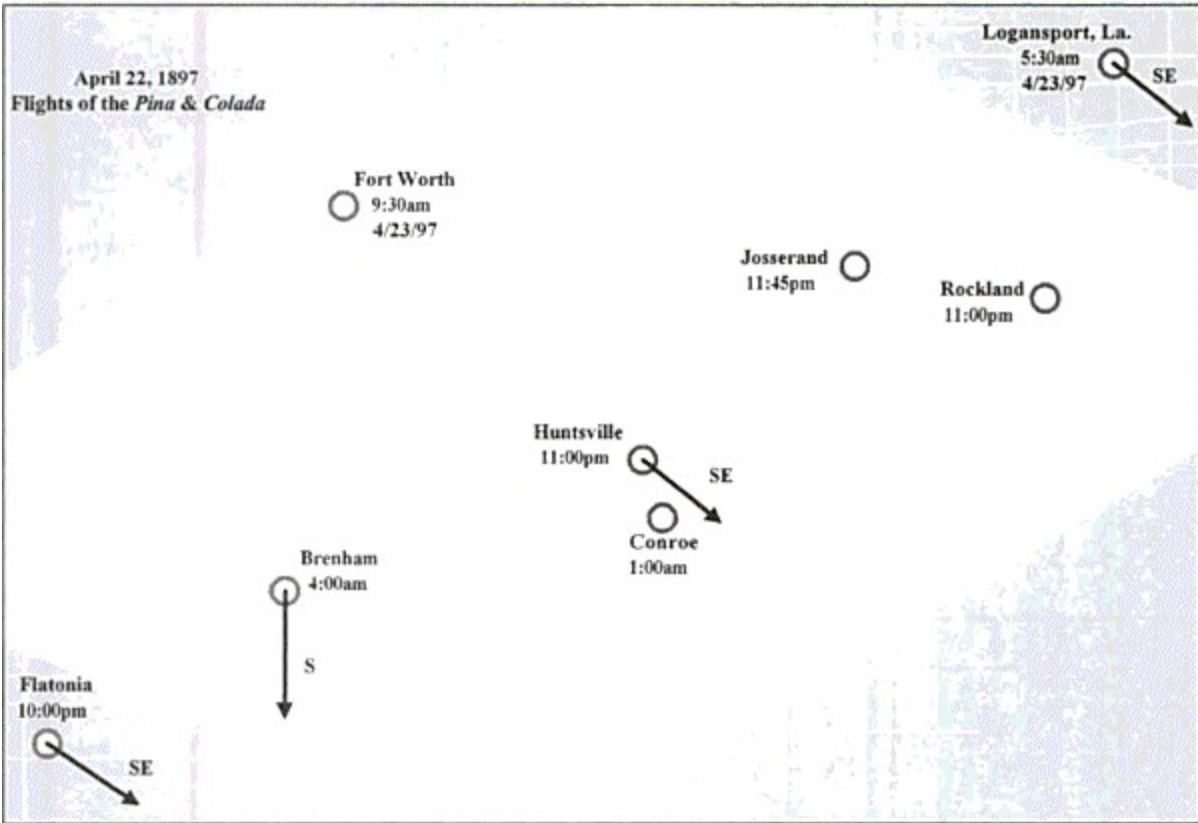 April 22, 1897
Flights of the Pina & Colada
Logansport, La.
5:30am
4/23/97
SE
Fort Worth
9:30am
4/23/97
Josserand
11:45pm
Rockland
11:00pm
Huntsville
11:00pm
SE
Conroe
1:00am
Brenham
4:00am
S
Flatonia
10:00pm
SE